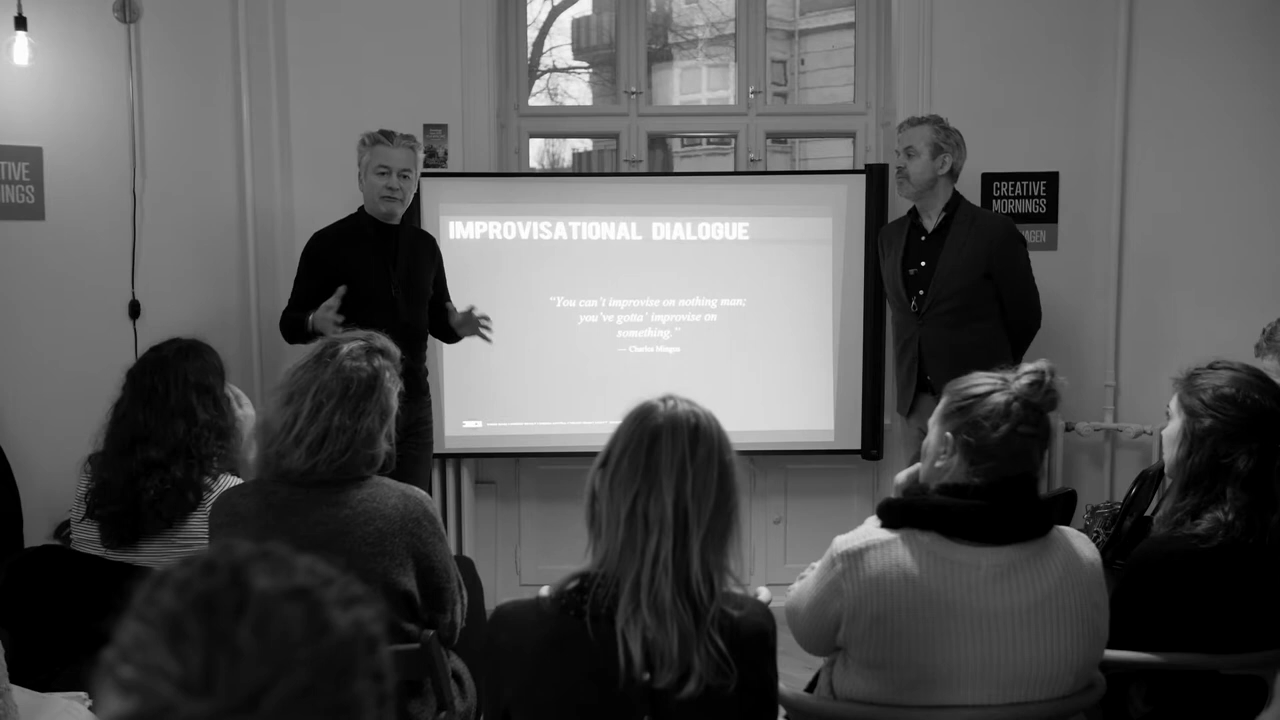 TIVE
INGS
CREATIVE
MORNINGS
HAGEN
IMPROVISATIONAL DIALOGUE
“You can't improvise on nothing man;
you've gotta' improvise on
something.”
— Charles Mingus